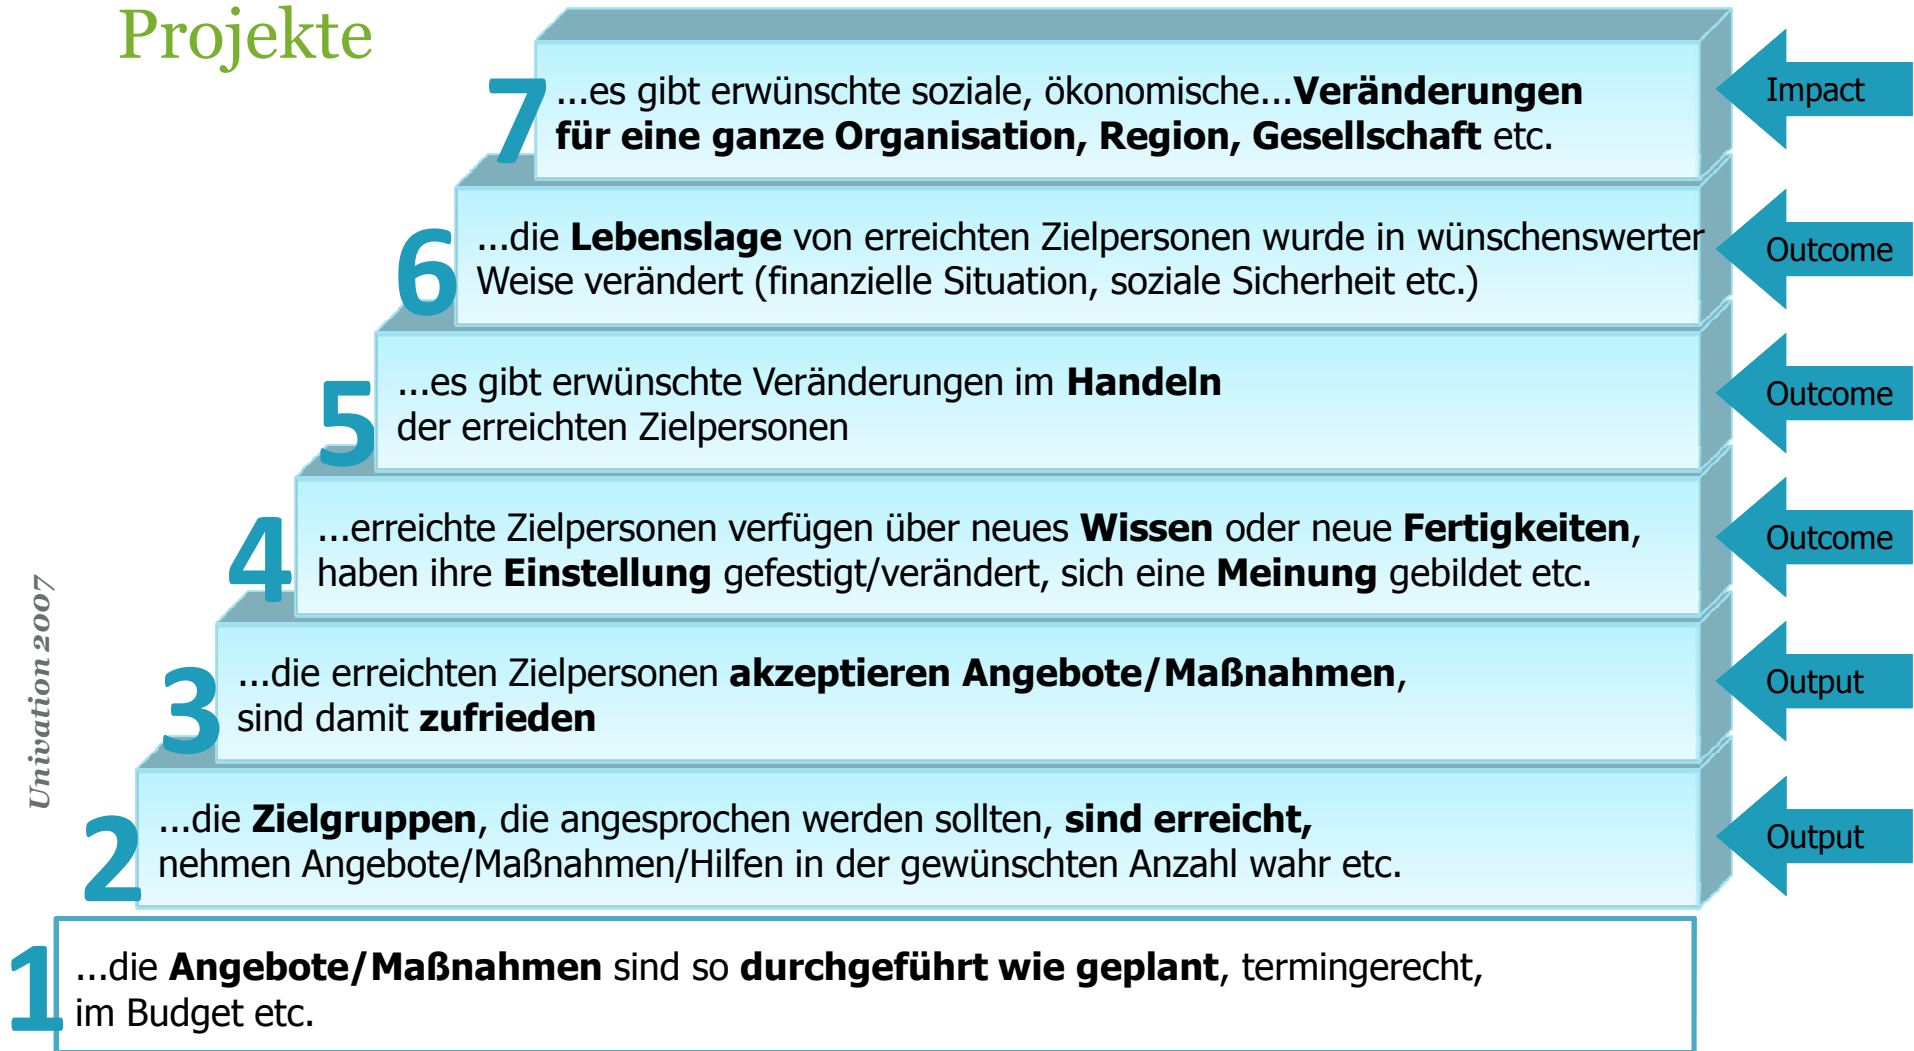 Projekte
7
...es gibt erwünschte soziale, ökonomische...Veränderungen
für eine ganze Organisation, Region, Gesellschaft etc.
Impact
6
...die Lebenslage von erreichten Zielpersonen wurde in wünschenswerter
Weise verändert (finanzielle Situation, soziale Sicherheit etc.)
Outcome
5
...es gibt erwünschte Veränderungen im Handeln
der erreichten Zielpersonen
Outcome
4
...erreichte Zielpersonen verfügen über neues Wissen oder neue Fertigkeiten,
haben ihre Einstellung gefestigt/verändert, sich eine Meinung gebildet etc.
Outcome
3
...die erreichten Zielpersonen akzeptieren Angebote/Maßnahmen,
sind damit zufrieden
Output
2
...die Zielgruppen, die angesprochen werden sollten, sind erreicht,
nehmen Angebote/Maßnahmen/Hilfen in der gewünschten Anzahl wahr etc.
Output
1
...die Angebote/Maßnahmen sind so durchgeführt wie geplant, termingerecht,
im Budget etc.
Univation 2007